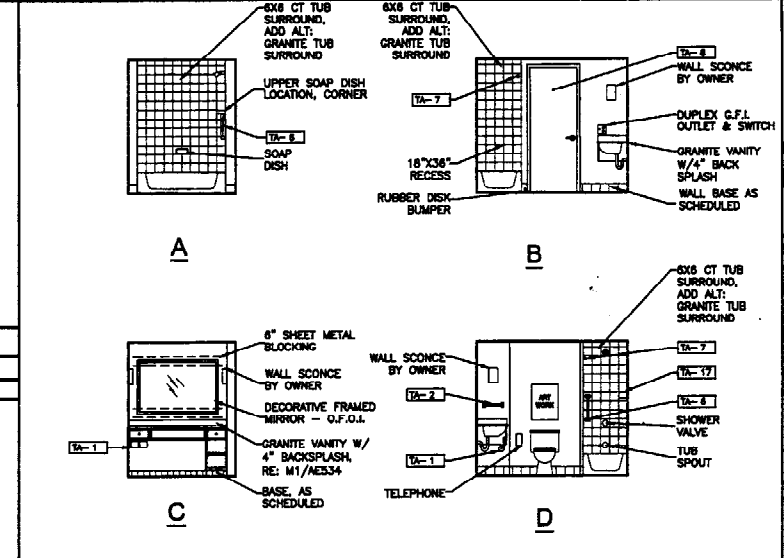 6X6 CT TUB
SURROUND.
ADD ALT:
GRANITE TUB
SURROUND
UPPER SOAP DISH
LOCATION, CORNER
TA-6
SOAP
DISH
A
6X6 CT TUB
SURROUND.
ADD ALT:
GRANITE TUB
SURROUND
TA-7
18"X36"
RECESS
RUBBER DISK
BUMPER
TA-8
WALL SCONCE
BY OWNER
DUPLEX G.F.I.
OUTLET & SWITCH
GRANITE VANITY
W/4" BACK
SPLASH
WALL BASE AS
SCHEDULED
B
6" SHEET METAL
BLOCKING
WALL SCONCE
BY OWNER
DECORATIVE FRAMED
MIRROR - O.F.O.I.
GRANITE VANITY W/
4" BACKSPLASH,
RE: M1/AE534
BASE, AS
SCHEDULED
TA-1
C
WALL SCONCE
BY OWNER
TA-2
TA-1
TELEPHONE
ART
WORK
6X6 CT TUB
SURROUND.
ADD ALT:
GRANITE TUB
SURROUND
TA-7
TA-17
TA-6
SHOWER
VALVE
TUB
SPOUT
D